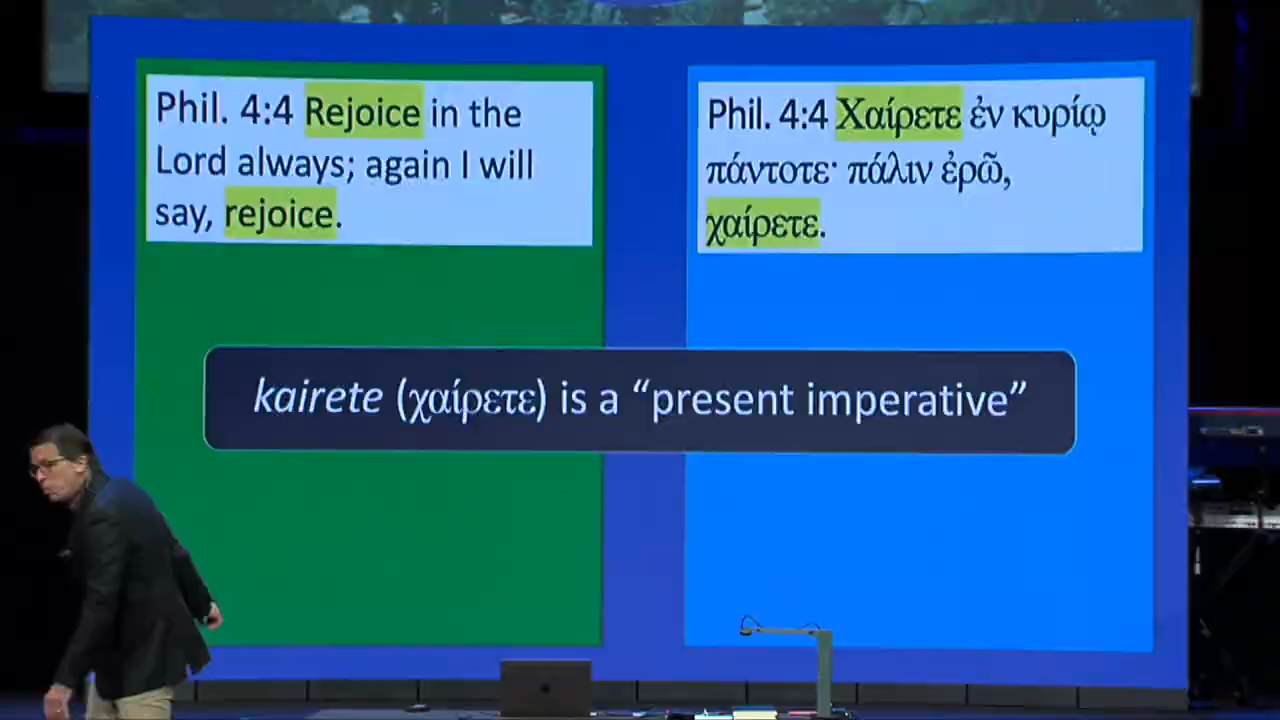 Phil. 4:4 Rejoice in the
Lord always; again I will
say, rejoice.
Phil. 4:4 Χαίρετε ἐν κυρίῳ
πάντοτε· πάλιν ἐρῶ,
χαίρετε.
kairete (χαίρετε) is a “present imperative”